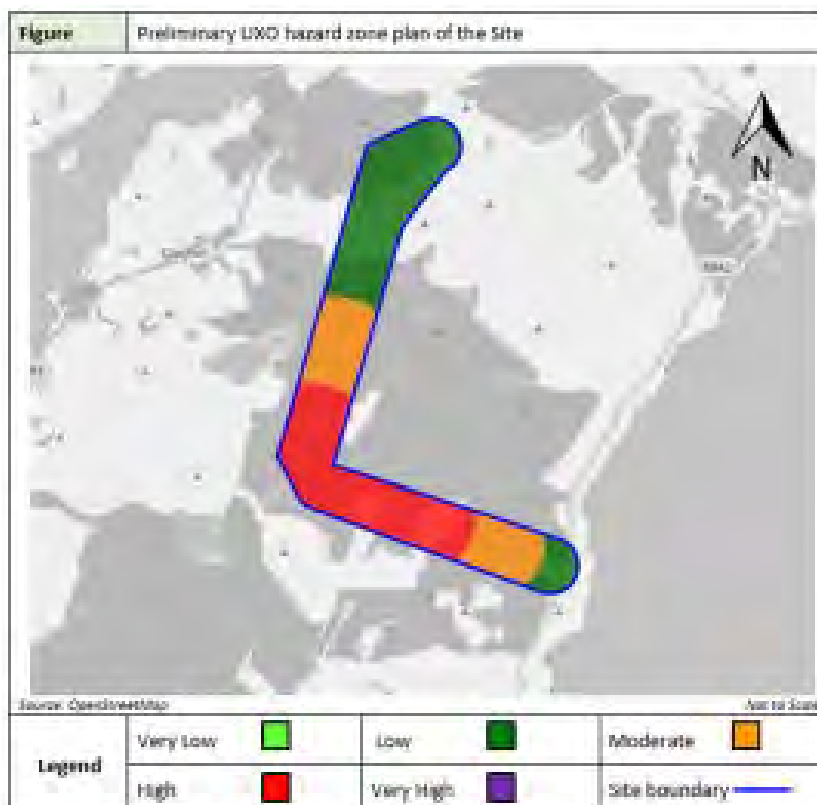 Figure
Preliminary UXO hazard zone plan of the Site
N
Source: OpenStreetMap
Not to Scale
Legend
Very Low
Low
Moderate
High
Very High
Site boundary